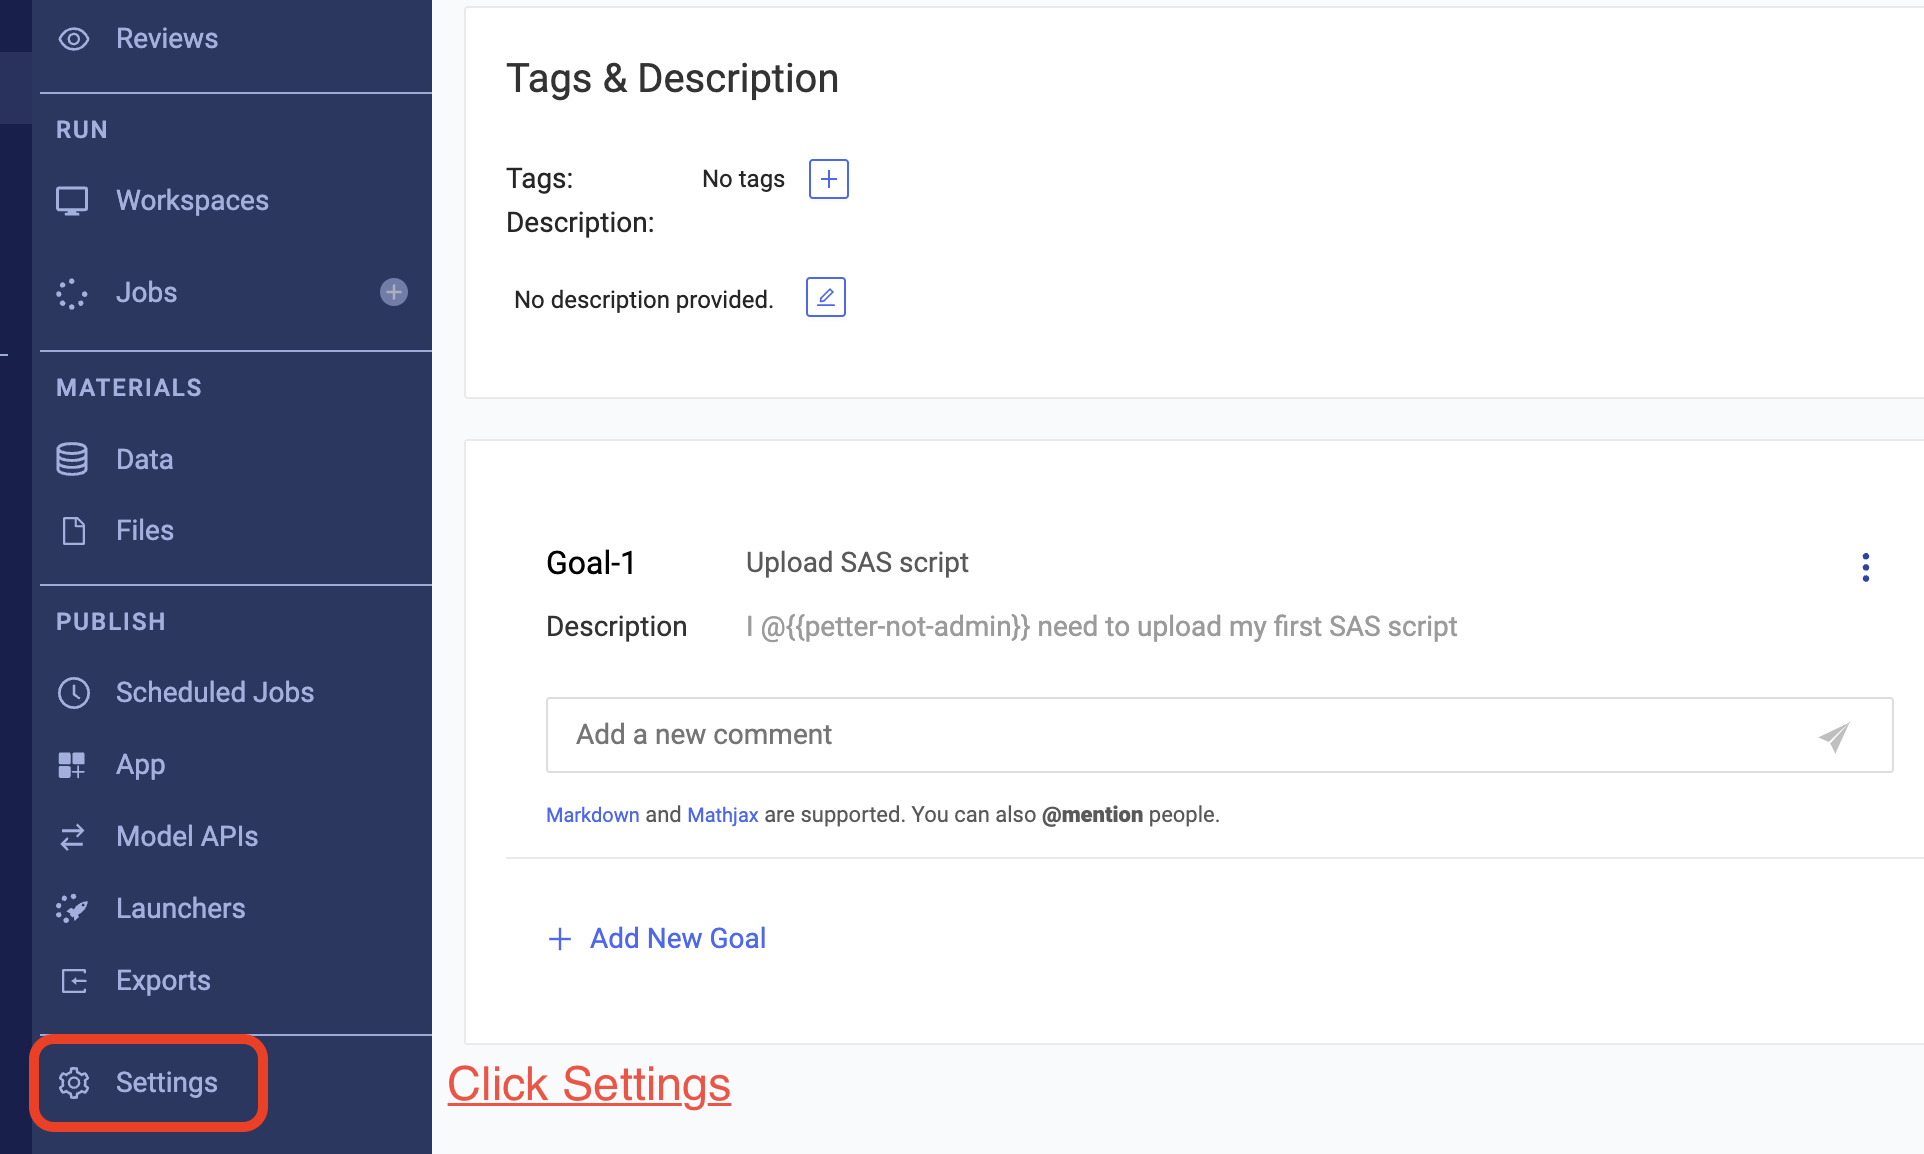 Reviews
RUN
Workspaces
Jobs
MATERIALS
Data
Files
PUBLISH
Scheduled Jobs
App
Model APIs
Launchers
Exports
Settings
Tags & Description
Tags: No tags
Description:
No description provided.
Goal-1 Upload SAS script
Description I @{{petter-not-admin}} need to upload my first SAS script
Add a new comment
Markdown and Mathjax are supported. You can also @mention people.
+ Add New Goal
Click Settings